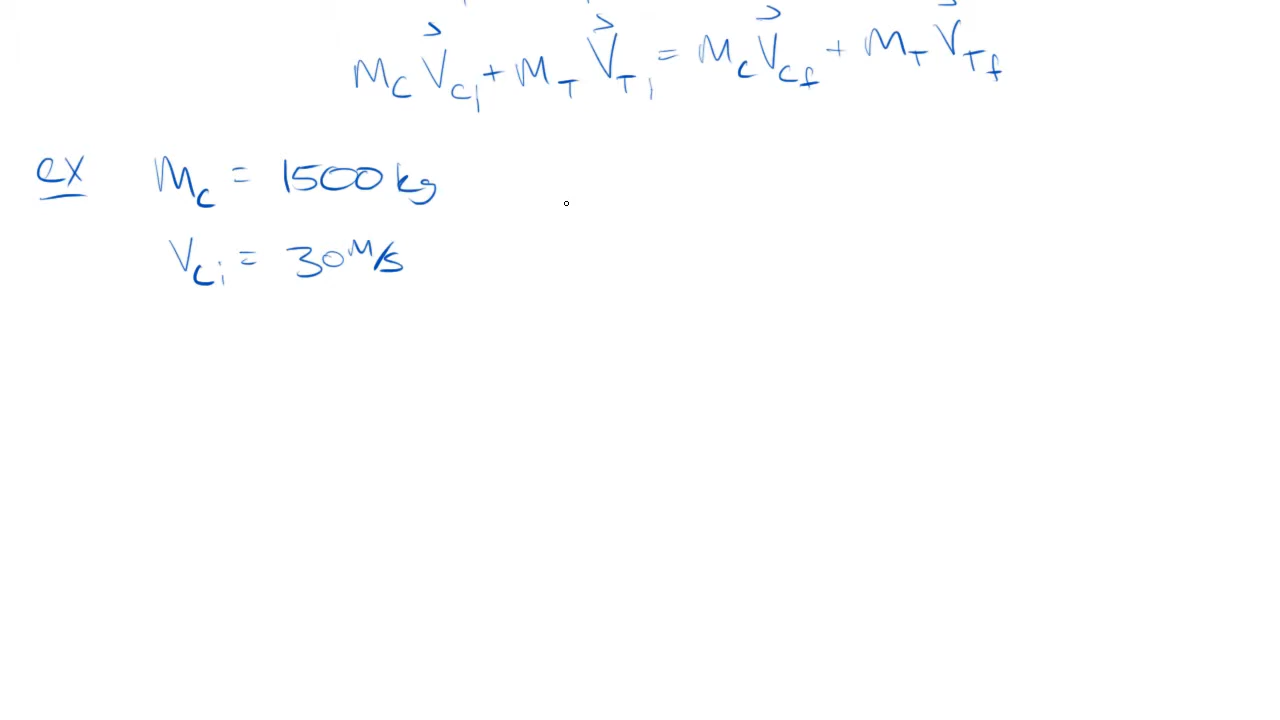 m_C V⃗_Ci + m_T V⃗_Ti = m_C V⃗_Cf + m_T V⃗_Tf
ex m_C = 1500 kg
V_Ci = 30 m/s